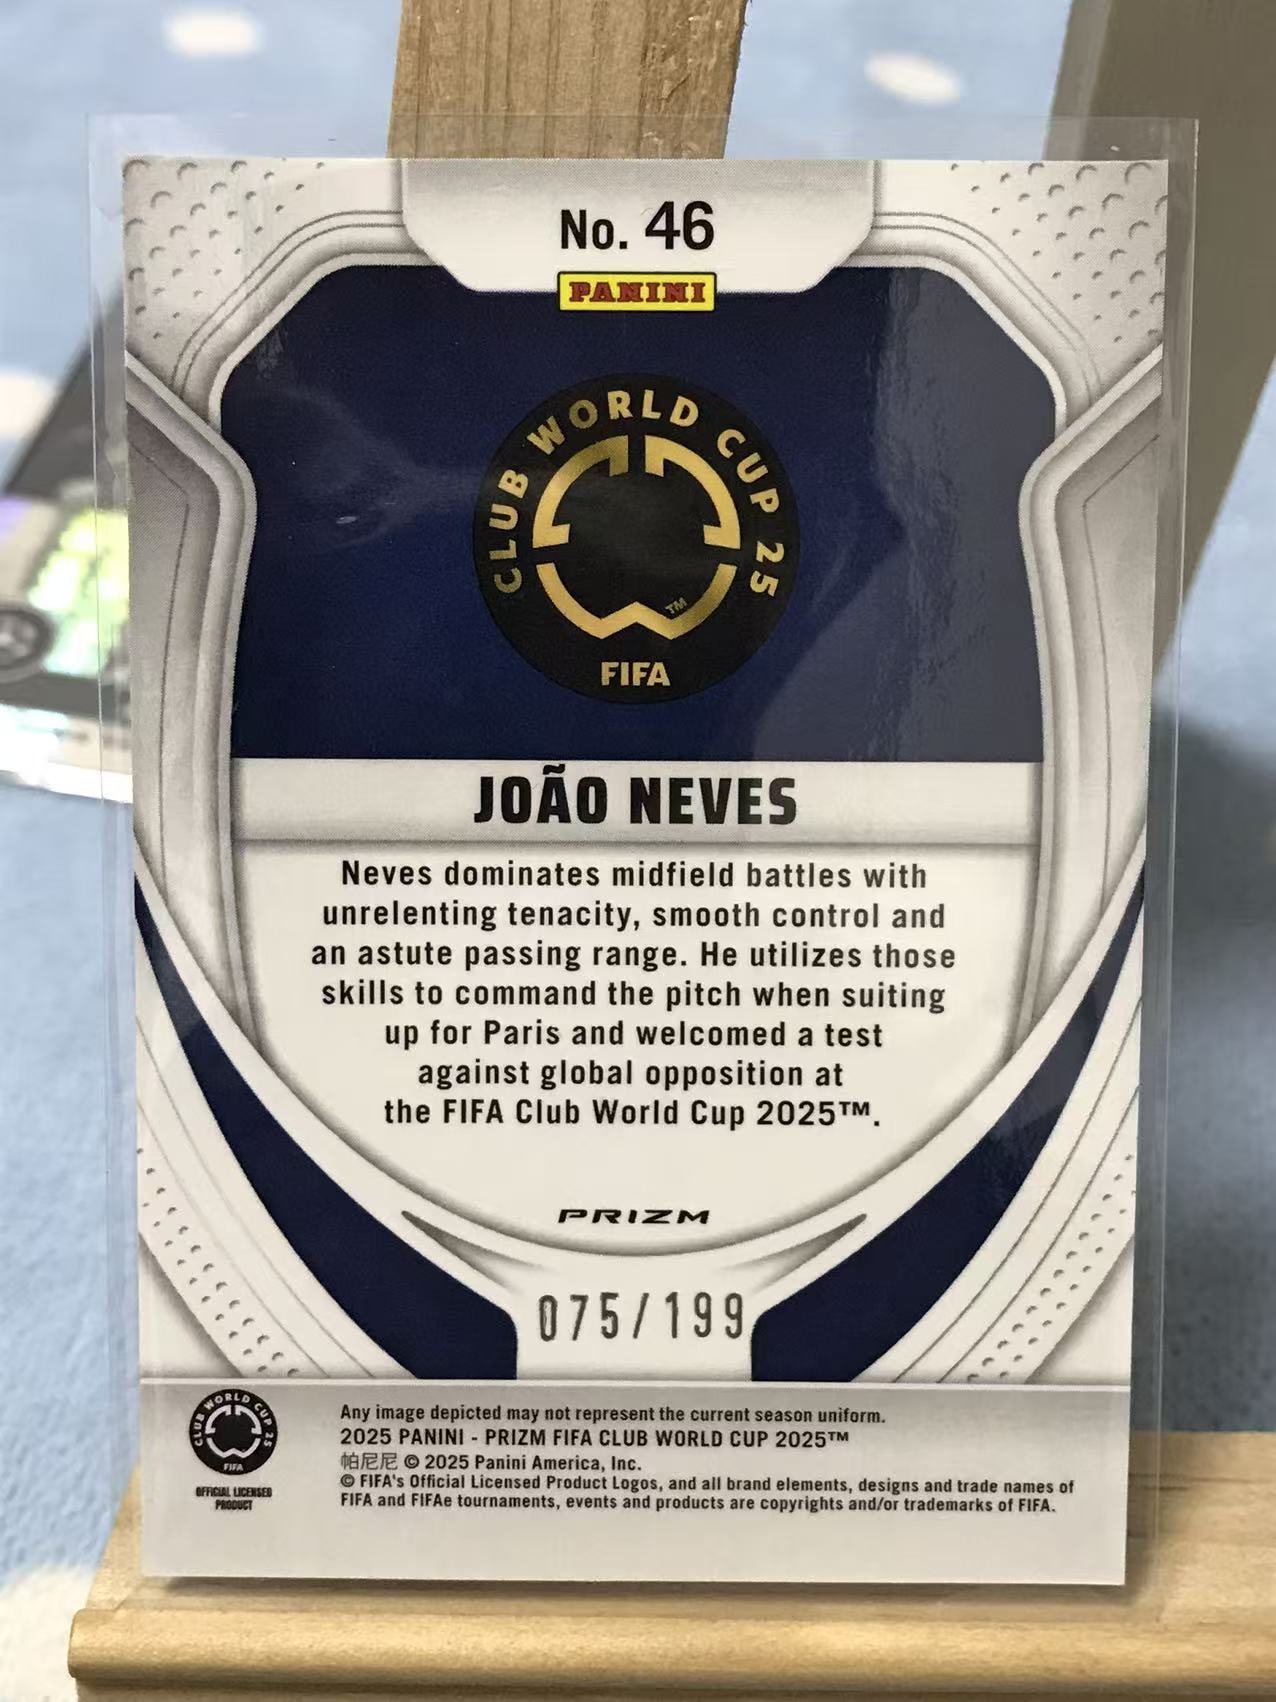 No. 46
PANINI
CLUB WORLD CUP 25
TM
FIFA
JOÃO NEVES
Neves dominates midfield battles with
unrelenting tenacity, smooth control and
an astute passing range. He utilizes those
skills to command the pitch when suiting
up for Paris and welcomed a test
against global opposition at
the FIFA Club World Cup 2025™.
PRIZM
075/199
CLUB WORLD CUP 25
FIFA
OFFICIAL LICENSED
PRODUCT
Any image depicted may not represent the current season uniform.
2025 PANINI - PRIZM FIFA CLUB WORLD CUP 2025™
帕尼尼 © 2025 Panini America, Inc.
© FIFA's Official Licensed Product Logos, and all brand elements, designs and trade names of
FIFA and FIFAe tournaments, events and products are copyrights and/or trademarks of FIFA.